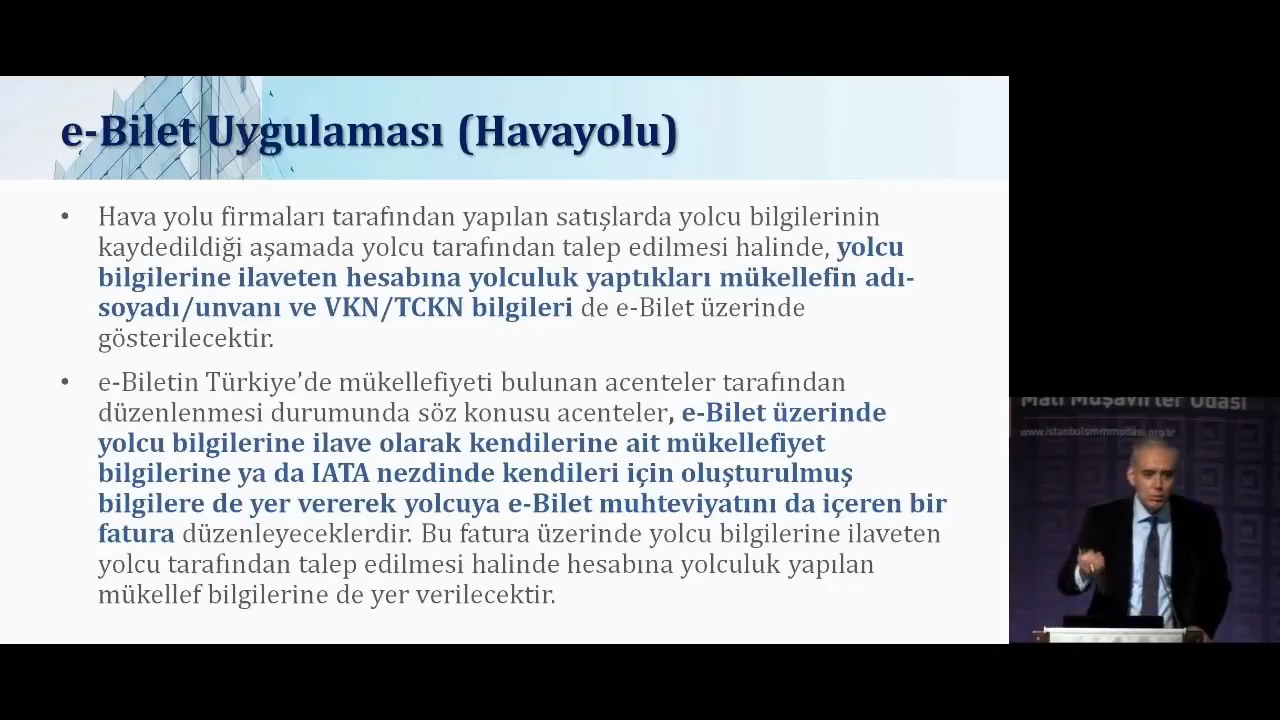 e-Bilet Uygulaması (Havayolu)
• Hava yolu firmaları tarafından yapılan satışlarda yolcu bilgilerinin
kaydedildiği aşamada yolcu tarafından talep edilmesi halinde, yolcu
bilgilerine ilaveten hesabına yolculuk yaptıkları mükellefin adı-
soyadı/unvanı ve VKN/TCKN bilgileri de e-Bilet üzerinde
gösterilecektir.
• e-Biletin Türkiye’de mükellefiyeti bulunan acenteler tarafından
düzenlenmesi durumunda söz konusu acenteler, e-Bilet üzerinde
yolcu bilgilerine ilave olarak kendilerine ait mükellefiyet
bilgilerine ya da IATA nezdinde kendileri için oluşturulmuş
bilgilere de yer vererek yolcuya e-Bilet muhteviyatını da içeren bir
fatura düzenleyeceklerdir. Bu fatura üzerinde yolcu bilgilerine ilaveten
yolcu tarafından talep edilmesi halinde hesabına yolculuk yapılan
mükellef bilgilerine de yer verilecektir.
Mali Müşavirler Odası
www.istanbulsmmmodasi.org.tr